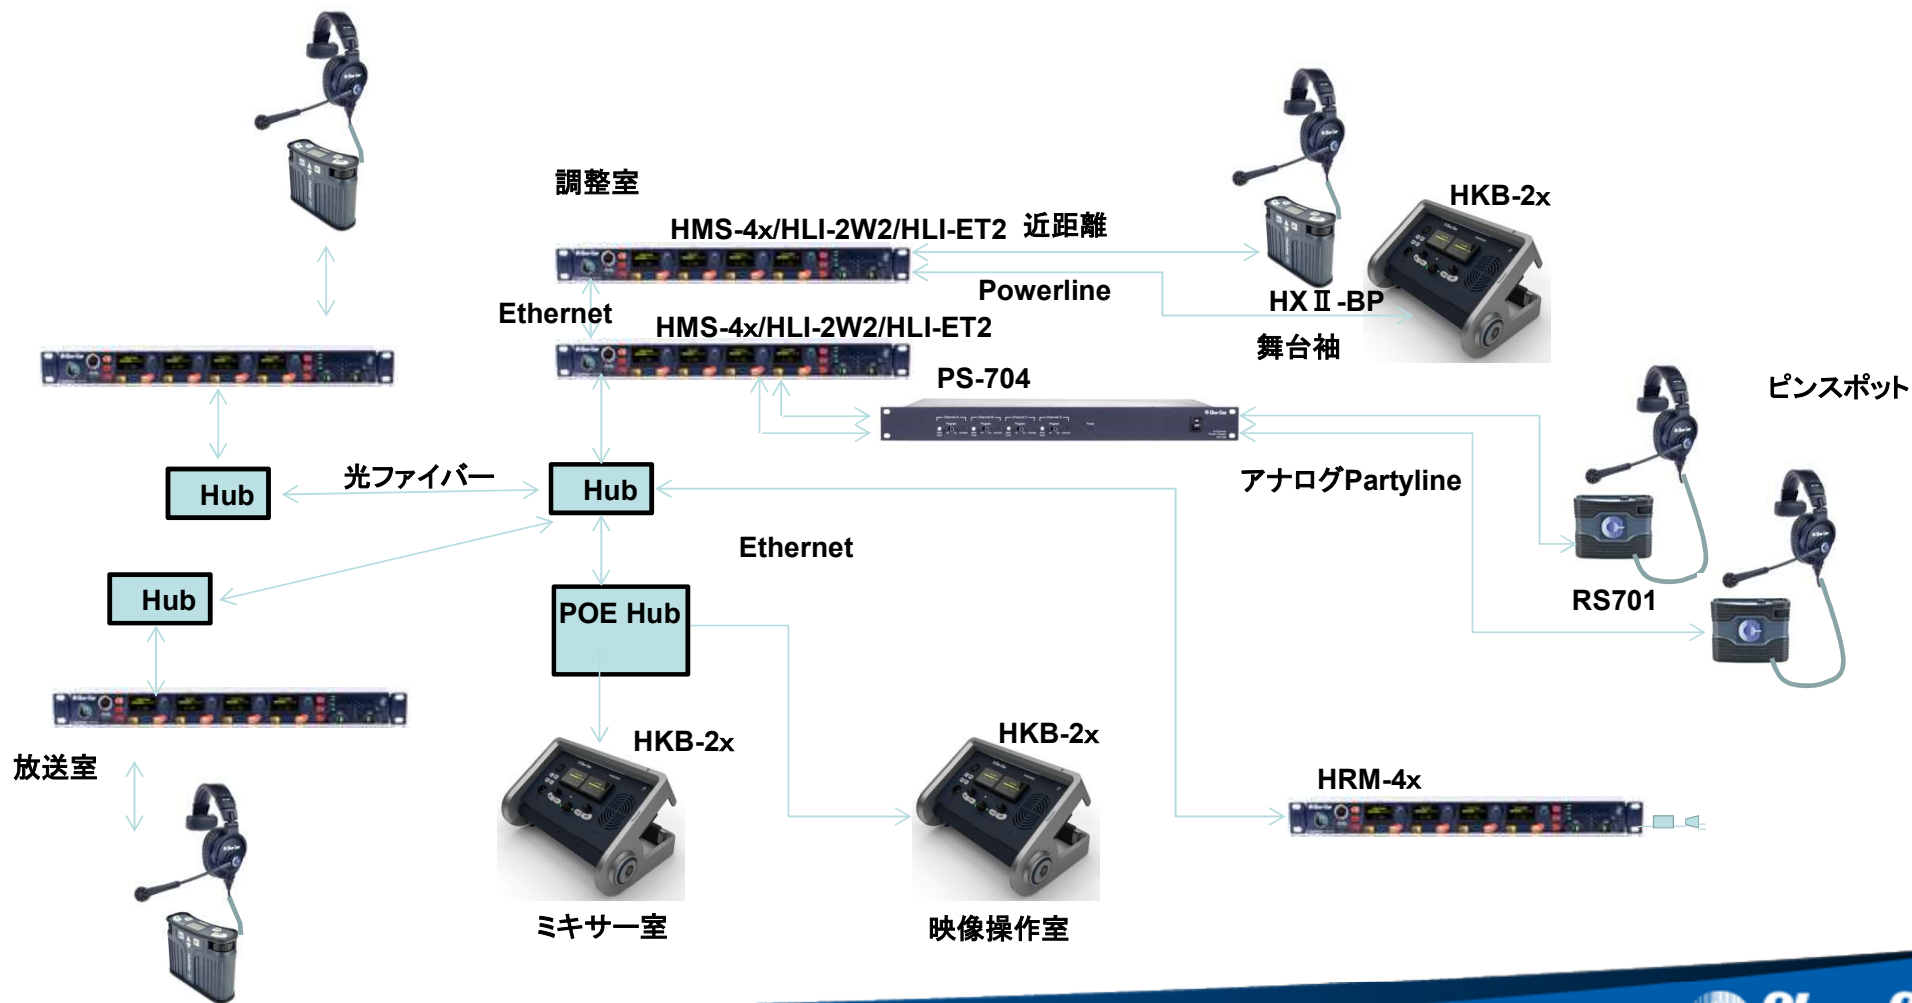 調整室
HMS-4x/HLI-2W2/HLI-ET2
近距離
HKB-2x
Powerline
Ethernet
HXⅡ-BP
舞台袖
HMS-4x/HLI-2W2/HLI-ET2
PS-704
ピンスポット
Hub
光ファイバー
Hub
アナログPartyline
Ethernet
Hub
POE Hub
RS701
放送室
HKB-2x
HKB-2x
HRM-4x
ミキサー室
映像操作室